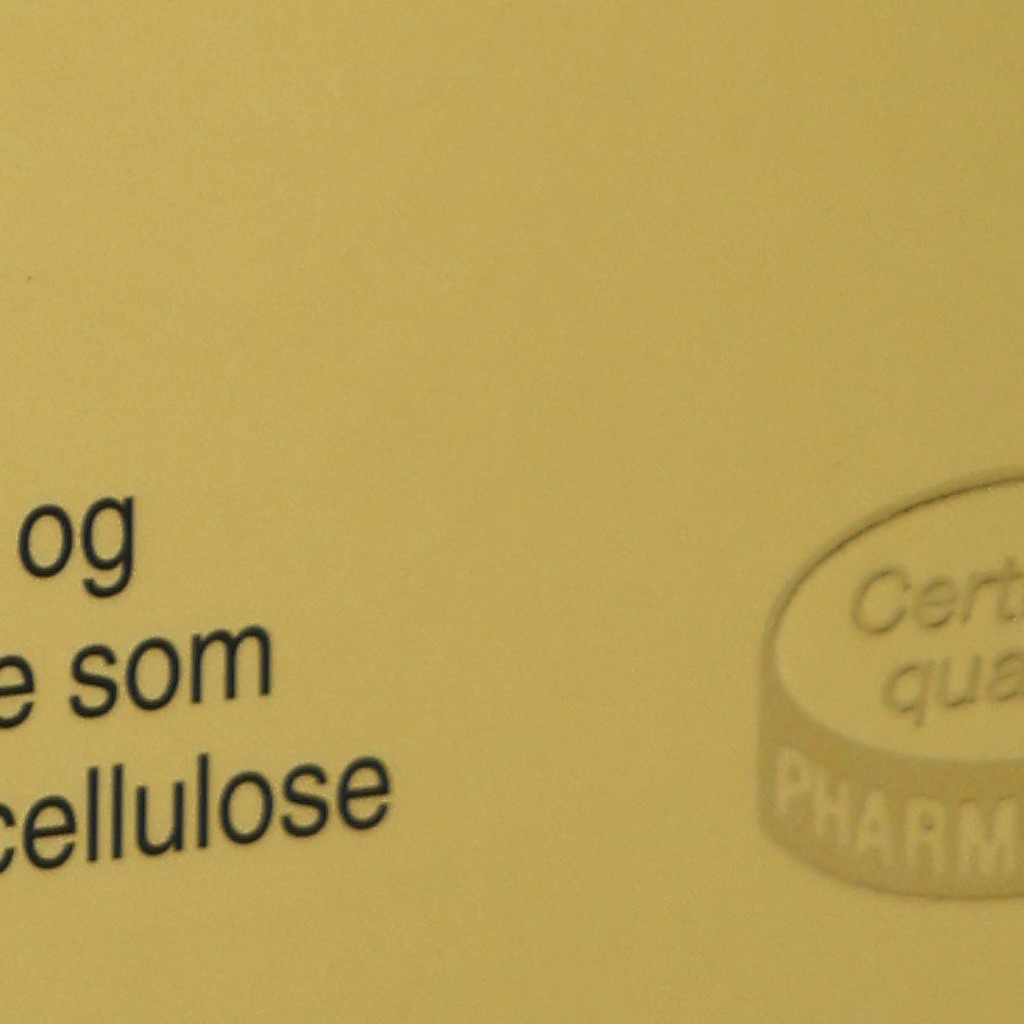 og
e som
cellulose
Cert
qua
PHARM